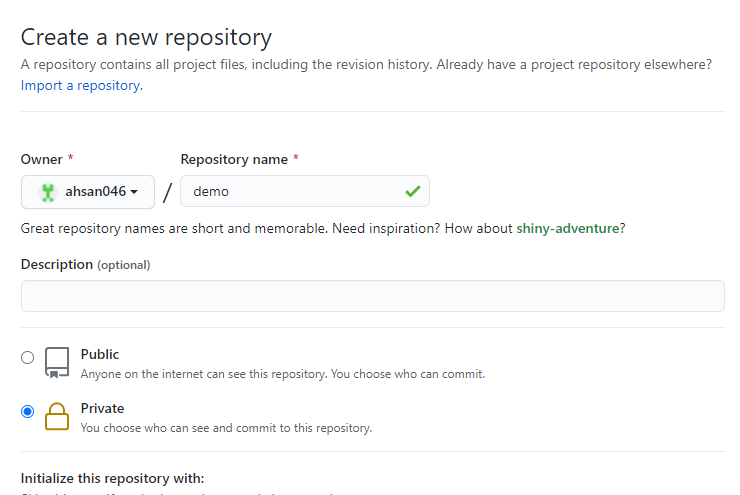 Create a new repository
A repository contains all project files, including the revision history. Already have a project repository elsewhere?
Import a repository.
Owner * Repository name *
ahsan046 / demo
Great repository names are short and memorable. Need inspiration? How about shiny-adventure?
Description (optional)
Public
Anyone on the internet can see this repository. You choose who can commit.
Private
You choose who can see and commit to this repository.
Initialize this repository with: